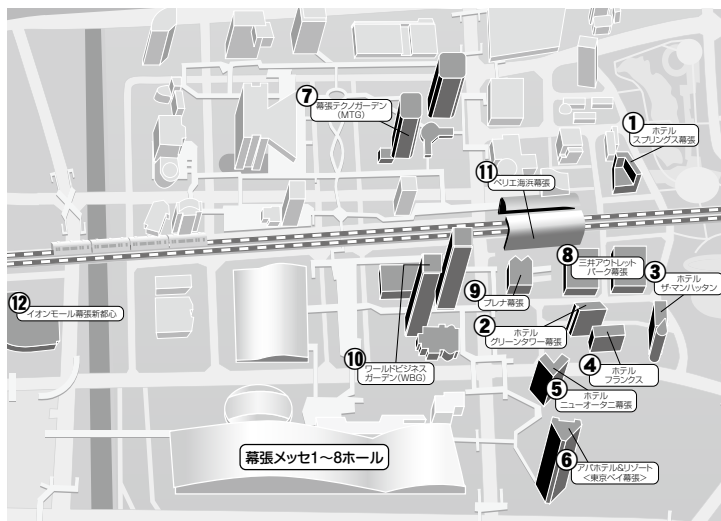 ⑦
幕張テクノガーデン
(MTG)
①
ホテル
スプリングス幕張
⑪
ペリエ海浜幕張
⑧
三井アウトレット
パーク幕張
③
ホテル
ザ・マンハッタン
⑨
プレナ幕張
⑫
イオンモール幕張新都心
②
ホテル
グリーンタワー幕張
⑩
ワールドビジネス
ガーデン(WBG)
④
ホテル
フランクス
⑤
ホテル
ニューオータニ幕張
幕張メッセ1〜8ホール
⑥
アパホテル&リゾート
<東京ベイ幕張>